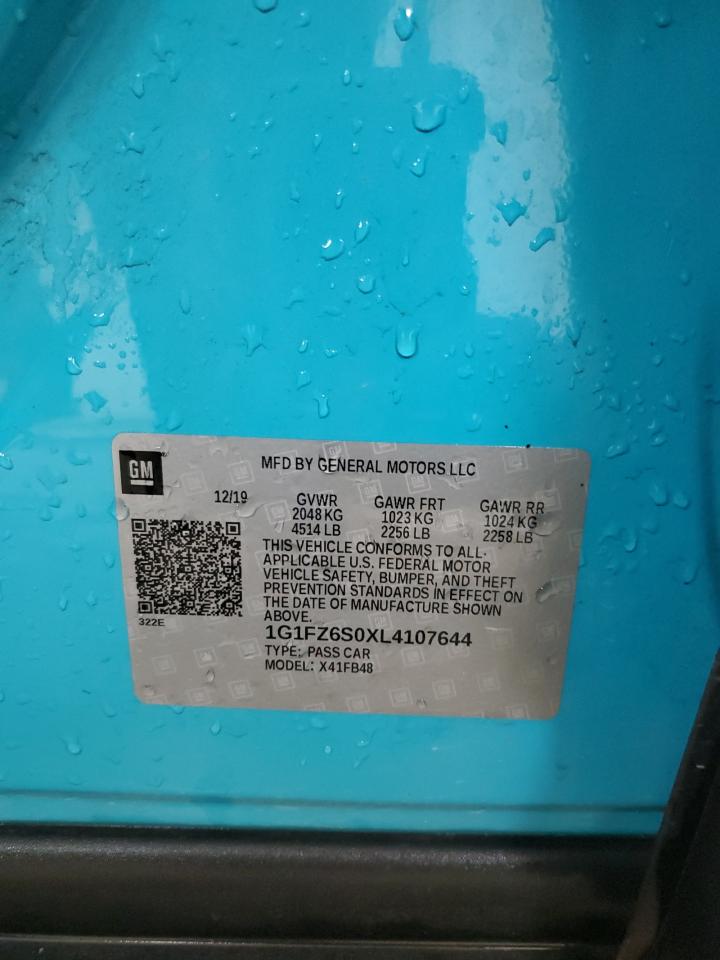 GM
MFD BY GENERAL MOTORS LLC
12/19 GVWR GAWR FRT GAWR RR
2048 KG 1023 KG 1024 KG
4514 LB 2256 LB 2258 LB
THIS VEHICLE CONFORMS TO ALL
APPLICABLE U.S. FEDERAL MOTOR
VEHICLE SAFETY, BUMPER, AND THEFT
PREVENTION STANDARDS IN EFFECT ON
THE DATE OF MANUFACTURE SHOWN
ABOVE.
322E
1G1FZ6S0XL4107644
TYPE: PASS CAR
MODEL: X41FB48